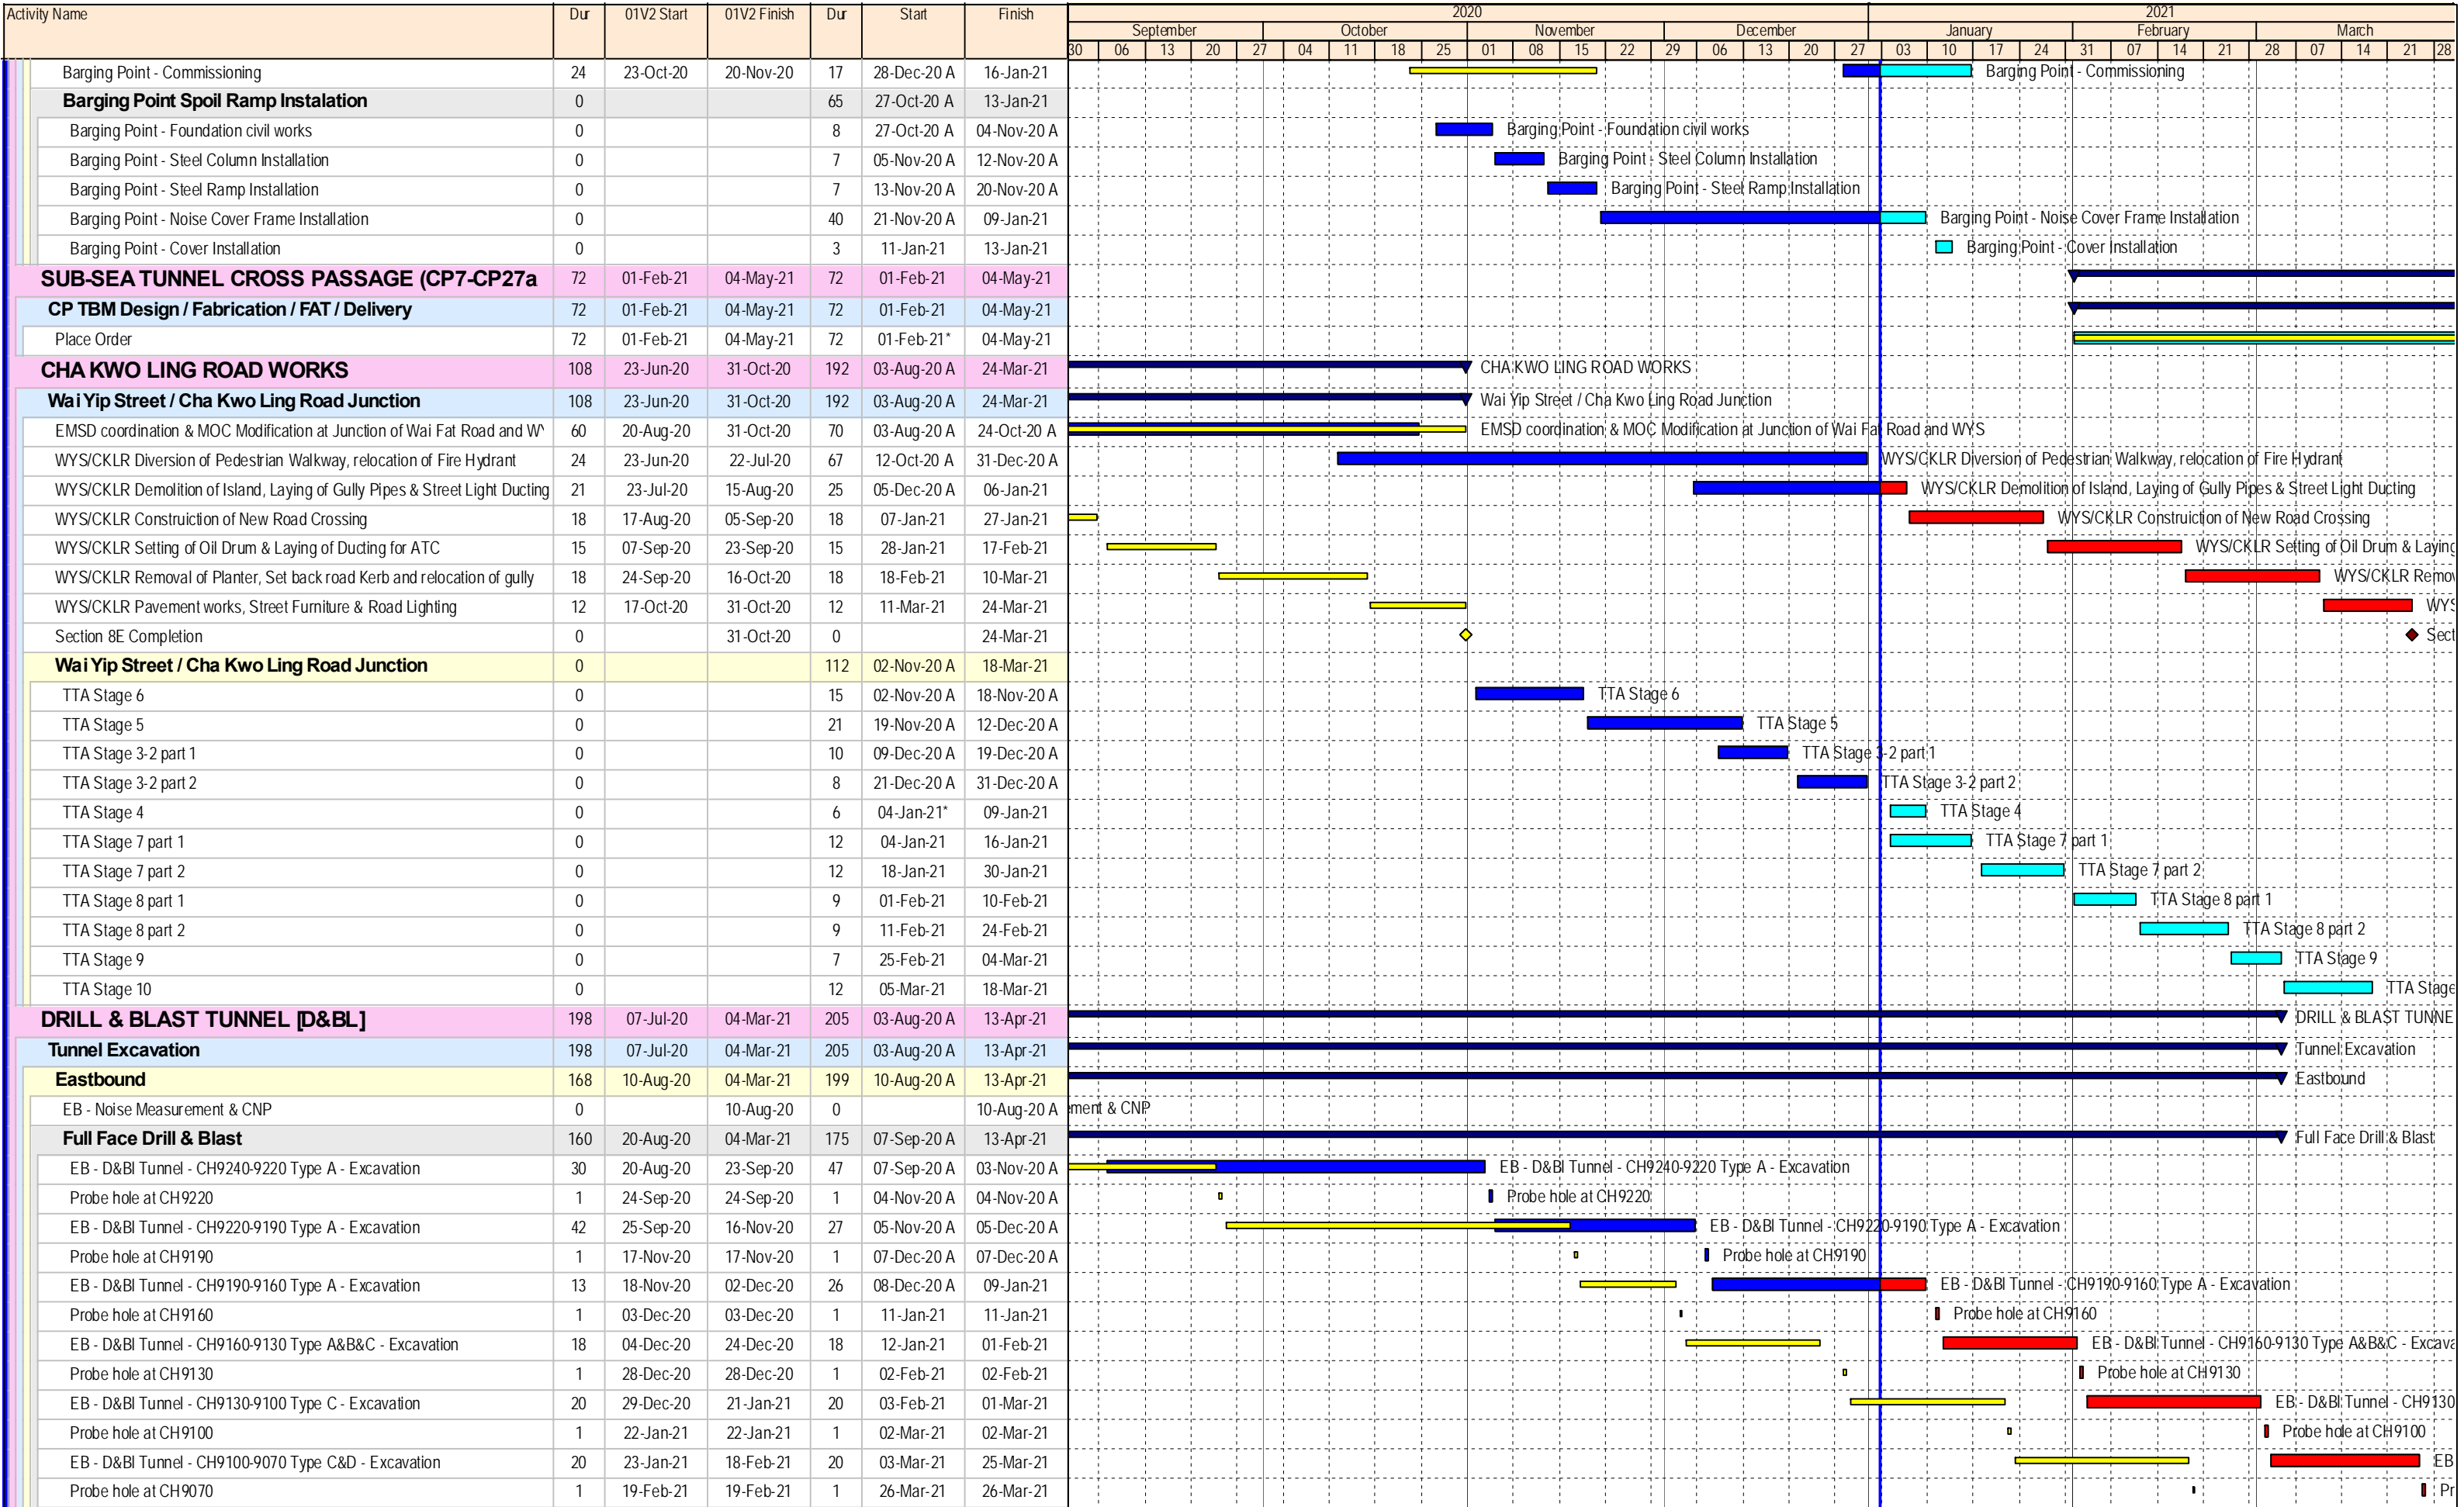 Activity Name Dur 01V2 Start 01V2 Finish Dur Start Finish 2020 2021
September October November December January February March
30 06 13 20 27 04 11 18 25 01 08 15 22 29 06 13 20 27 03 10 17 24 31 07 14 21 28 07 14 21 28
Barging Point - Commissioning 24 23-Oct-20 20-Nov-20 17 28-Dec-20 A 16-Jan-21 Barging Point - Commissioning
Barging Point Spoil Ramp Instalation 0 65 27-Oct-20 A 13-Jan-21
Barging Point - Foundation civil works 0 8 27-Oct-20 A 04-Nov-20 A Barging Point - Foundation civil works
Barging Point - Steel Column Installation 0 7 05-Nov-20 A 12-Nov-20 A Barging Point - Steel Column Installation
Barging Point - Steel Ramp Installation 0 7 13-Nov-20 A 20-Nov-20 A Barging Point - Steel Ramp Installation
Barging Point - Noise Cover Frame Installation 0 40 21-Nov-20 A 09-Jan-21 Barging Point - Noise Cover Frame Installation
Barging Point - Cover Installation 0 3 11-Jan-21 13-Jan-21 Barging Point - Cover Installation
SUB-SEA TUNNEL CROSS PASSAGE (CP7-CP27a 72 01-Feb-21 04-May-21 72 01-Feb-21 04-May-21
CP TBM Design / Fabrication / FAT / Delivery 72 01-Feb-21 04-May-21 72 01-Feb-21 04-May-21
Place Order 72 01-Feb-21 04-May-21 72 01-Feb-21* 04-May-21
CHA KWO LING ROAD WORKS 108 23-Jun-20 31-Oct-20 192 03-Aug-20 A 24-Mar-21 CHA KWO LING ROAD WORKS
Wai Yip Street / Cha Kwo Ling Road Junction 108 23-Jun-20 31-Oct-20 192 03-Aug-20 A 24-Mar-21 Wai Yip Street / Cha Kwo Ling Road Junction
EMSD coordination & MOC Modification at Junction of Wai Fat Road and WY 60 20-Aug-20 31-Oct-20 70 03-Aug-20 A 24-Oct-20 A EMSD coordination & MOC Modification at Junction of Wai Fat Road and WYS
WYS/CKLR Diversion of Pedestrian Walkway, relocation of Fire Hydrant 24 23-Jun-20 22-Jul-20 67 12-Oct-20 A 31-Dec-20 A WYS/CKLR Diversion of Pedestrian Walkway, relocation of Fire Hydrant
WYS/CKLR Demolition of Island, Laying of Gully Pipes & Street Light Ducting 21 23-Jul-20 15-Aug-20 25 05-Dec-20 A 06-Jan-21 WYS/CKLR Demolition of Island, Laying of Gully Pipes & Street Light Ducting
WYS/CKLR Construiction of New Road Crossing 18 17-Aug-20 05-Sep-20 18 07-Jan-21 27-Jan-21 WYS/CKLR Construiction of New Road Crossing
WYS/CKLR Setting of Oil Drum & Laying of Ducting for ATC 15 07-Sep-20 23-Sep-20 15 28-Jan-21 17-Feb-21 WYS/CKLR Setting of Oil Drum & Laying
WYS/CKLR Removal of Planter, Set back road Kerb and relocation of gully 18 24-Sep-20 16-Oct-20 18 18-Feb-21 10-Mar-21 WYS/CKLR Remov
WYS/CKLR Pavement works, Street Furniture & Road Lighting 12 17-Oct-20 31-Oct-20 12 11-Mar-21 24-Mar-21 WYS
Section 8E Completion 0 31-Oct-20 0 24-Mar-21 Sect
Wai Yip Street / Cha Kwo Ling Road Junction 0 112 02-Nov-20 A 18-Mar-21
TTA Stage 6 0 15 02-Nov-20 A 18-Nov-20 A TTA Stage 6
TTA Stage 5 0 21 19-Nov-20 A 12-Dec-20 A TTA Stage 5
TTA Stage 3-2 part 1 0 10 09-Dec-20 A 19-Dec-20 A TTA Stage 3-2 part 1
TTA Stage 3-2 part 2 0 8 21-Dec-20 A 31-Dec-20 A TTA Stage 3-2 part 2
TTA Stage 4 0 6 04-Jan-21* 09-Jan-21 TTA Stage 4
TTA Stage 7 part 1 0 12 04-Jan-21 16-Jan-21 TTA Stage 7 part 1
TTA Stage 7 part 2 0 12 18-Jan-21 30-Jan-21 TTA Stage 7 part 2
TTA Stage 8 part 1 0 9 01-Feb-21 10-Feb-21 TTA Stage 8 part 1
TTA Stage 8 part 2 0 9 11-Feb-21 24-Feb-21 TTA Stage 8 part 2
TTA Stage 9 0 7 25-Feb-21 04-Mar-21 TTA Stage 9
TTA Stage 10 0 12 05-Mar-21 18-Mar-21 TTA Stage
DRILL & BLAST TUNNEL [D&BL] 198 07-Jul-20 04-Mar-21 205 03-Aug-20 A 13-Apr-21 DRILL & BLAST TUNNE
Tunnel Excavation 198 07-Jul-20 04-Mar-21 205 03-Aug-20 A 13-Apr-21 Tunnel Excavation
Eastbound 168 10-Aug-20 04-Mar-21 199 10-Aug-20 A 13-Apr-21 Eastbound
EB - Noise Measurement & CNP 0 10-Aug-20 0 10-Aug-20 A ement & CNP
Full Face Drill & Blast 160 20-Aug-20 04-Mar-21 175 07-Sep-20 A 13-Apr-21 Full Face Drill & Blast
EB - D&Bl Tunnel - CH9240-9220 Type A - Excavation 30 20-Aug-20 23-Sep-20 47 07-Sep-20 A 03-Nov-20 A EB - D&Bl Tunnel - CH9240-9220 Type A - Excavation
Probe hole at CH9220 1 24-Sep-20 24-Sep-20 1 04-Nov-20 A 04-Nov-20 A Probe hole at CH9220
EB - D&Bl Tunnel - CH9220-9190 Type A - Excavation 42 25-Sep-20 16-Nov-20 27 05-Nov-20 A 05-Dec-20 A EB - D&Bl Tunnel - CH9220-9190 Type A - Excavation
Probe hole at CH9190 1 17-Nov-20 17-Nov-20 1 07-Dec-20 A 07-Dec-20 A Probe hole at CH9190
EB - D&Bl Tunnel - CH9190-9160 Type A - Excavation 13 18-Nov-20 02-Dec-20 26 08-Dec-20 A 09-Jan-21 EB - D&Bl Tunnel - CH9190-9160 Type A - Excavation
Probe hole at CH9160 1 03-Dec-20 03-Dec-20 1 11-Jan-21 11-Jan-21 Probe hole at CH9160
EB - D&Bl Tunnel - CH9160-9130 Type A&B&C - Excavation 18 04-Dec-20 24-Dec-20 18 12-Jan-21 01-Feb-21 EB - D&Bl Tunnel - CH9160-9130 Type A&B&C - Excava
Probe hole at CH9130 1 28-Dec-20 28-Dec-20 1 02-Feb-21 02-Feb-21 Probe hole at CH9130
EB - D&Bl Tunnel - CH9130-9100 Type C - Excavation 20 29-Dec-20 21-Jan-21 20 03-Feb-21 01-Mar-21 EB - D&Bl Tunnel - CH9130
Probe hole at CH9100 1 22-Jan-21 22-Jan-21 1 02-Mar-21 02-Mar-21 Probe hole at CH9100
EB - D&Bl Tunnel - CH9100-9070 Type C&D - Excavation 20 23-Jan-21 18-Feb-21 20 03-Mar-21 25-Mar-21 EB
Probe hole at CH9070 1 19-Feb-21 19-Feb-21 1 26-Mar-21 26-Mar-21 Pr